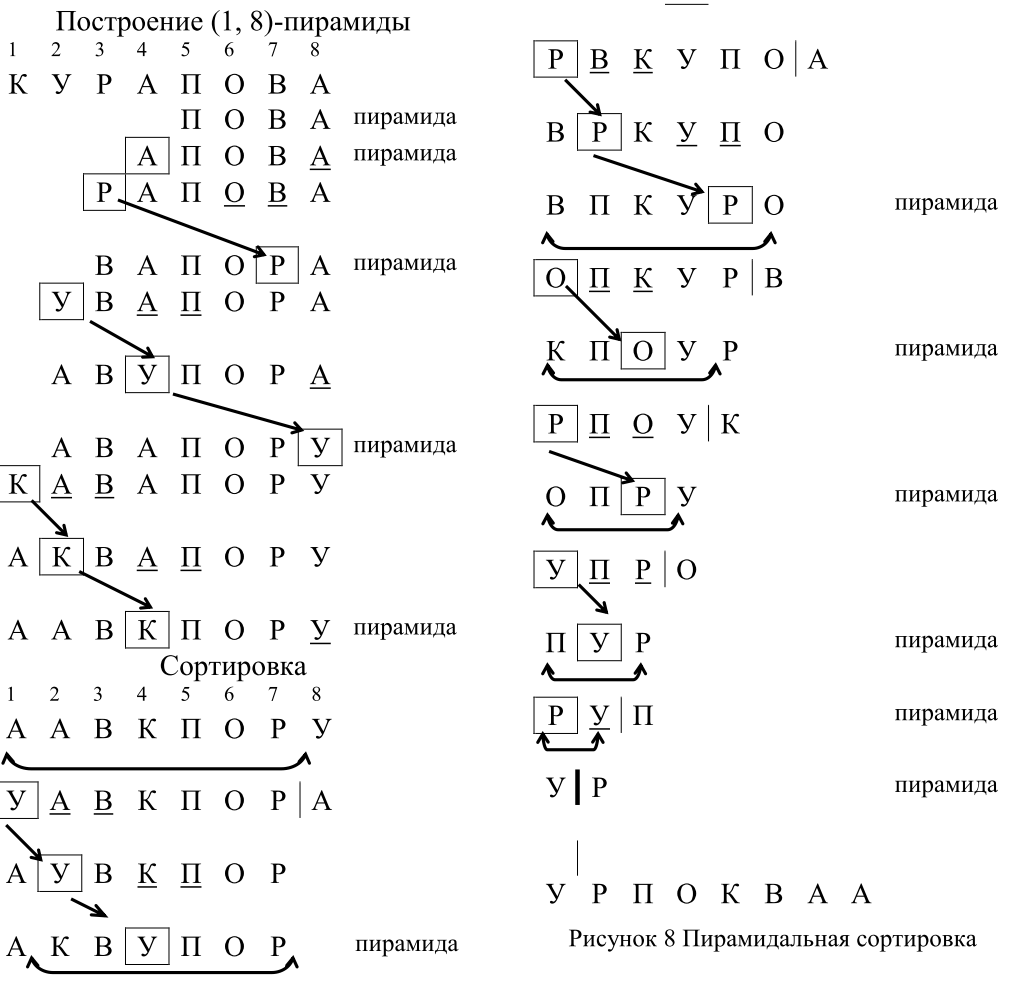 Построение (1, 8)-пирамиды
1 2 3 4 5 6 7 8
К У Р А П О В А
П О В А пирамида
А П О В А пирамида
Р А П О В А
В А П О Р А пирамида
У В А П О Р А
А В У П О Р А
А В А П О Р У пирамида
К А В А П О Р У
А К В А П О Р У
А А В К П О Р У пирамида
Сортировка
1 2 3 4 5 6 7 8
А А В К П О Р У
У А В К П О Р | А
А У В К П О Р
А К В У П О Р пирамида
Р В К У П О | А
В Р К У П О
В П К У Р О пирамида
О П К У Р | В
К П О У Р пирамида
Р П О У | К
О П Р У пирамида
У П Р | О
П У Р пирамида
Р У | П пирамида
У | Р пирамида
У Р П О К В А А
Рисунок 8 Пирамидальная сортировка